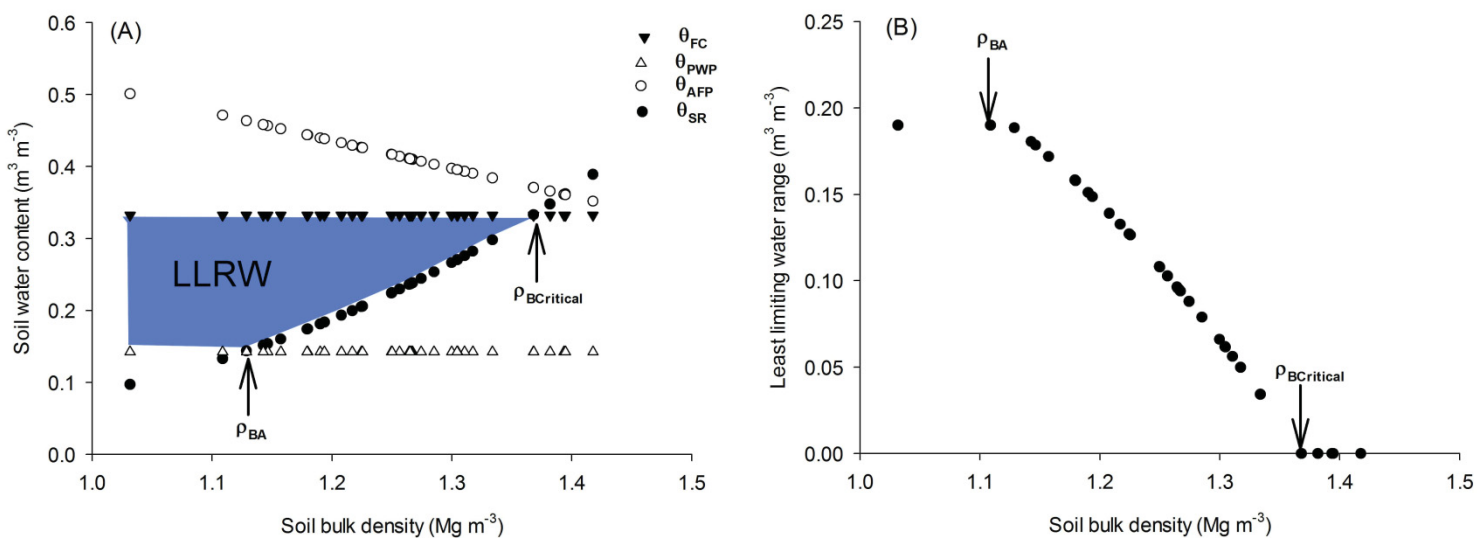 (A)
0.6
0.5
0.4
0.3
0.2
0.1
0.0
Soil water content (m³ m⁻³)
θFC
θPWP
θAFP
θSR
LLRW
ρBA
ρBCritical
1.0 1.1 1.2 1.3 1.4 1.5
Soil bulk density (Mg m⁻³)
(B)
0.25
0.20
0.15
0.10
0.05
0.00
Least limiting water range (m³ m⁻³)
ρBA
ρBCritical
1.0 1.1 1.2 1.3 1.4 1.5
Soil bulk density (Mg m⁻³)